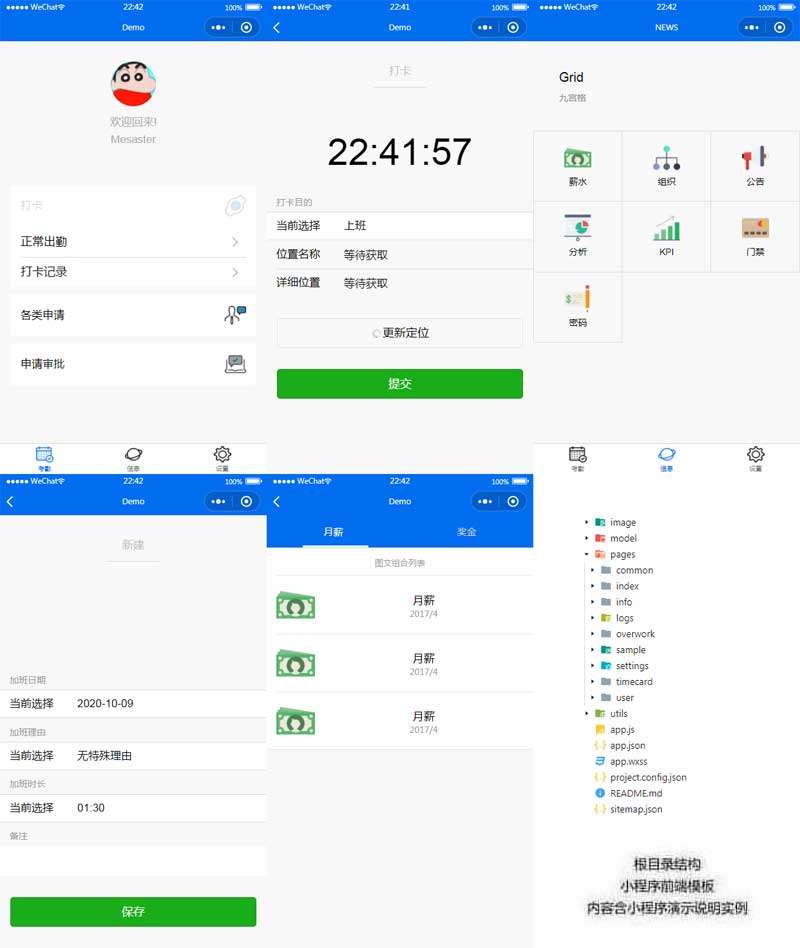 WeChat 22:42 100%
Demo
欢迎回来!
Mesaster
打卡
正常出勤
打卡记录
各类申请
申请审批
考勤 信息 设置
WeChat 22:41 100%
Demo
打卡
22:41:57
打卡目的
当前选择 上班
位置名称 等待获取
详细位置 等待获取
更新定位
提交
WeChat 22:42 100%
NEWS
Grid
九宫格
薪水 组织 公告
分析 KPI 门禁
密码
考勤 信息 设置
WeChat 22:42 100%
Demo
新建
加班日期
当前选择 2020-10-09
加班理由
当前选择 无特殊理由
加班时长
当前选择 01:30
备注
保存
WeChat 22:42 100%
Demo
月薪 奖金
图文组合列表
月薪
2017/4
月薪
2017/4
月薪
2017/4
image
model
pages
common
index
info
logs
overwork
sample
settings
timecard
user
utils
app.js
app.json
app.wxss
project.config.json
README.md
sitemap.json
根目录结构
小程序前端模板
内容含小程序演示说明实例